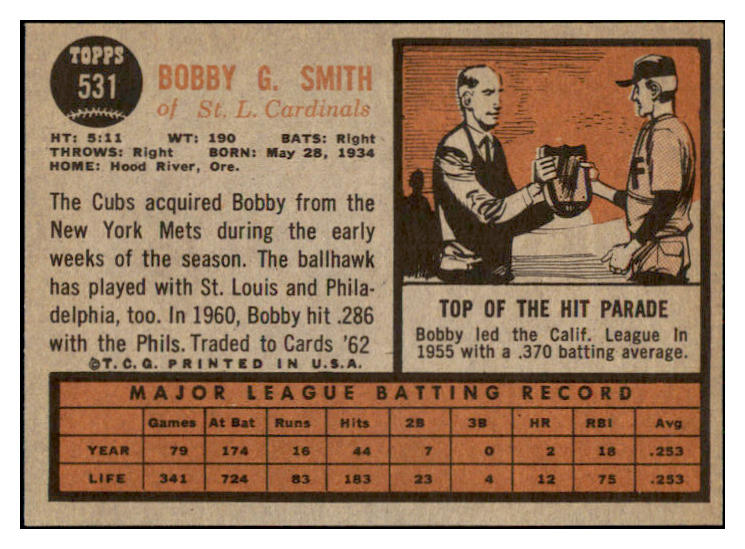 TOPPS
531
BOBBY G. SMITH
of St. L. Cardinals
HT: 5:11 WT: 190 BATS: Right
THROWS: Right BORN: May 28, 1934
HOME: Hood River, Ore.
The Cubs acquired Bobby from the
New York Mets during the early
weeks of the season. The ballhawk
has played with St. Louis and Phila-
delphia, too. In 1960, Bobby hit .286
with the Phils. Traded to Cards '62
©T. C. G. PRINTED IN U.S.A.
F
TOP OF THE HIT PARADE
Bobby led the Calif. League in
1955 with a .370 batting average.
MAJOR LEAGUE BATTING RECORD
Games At Bat Runs Hits 2B 3B HR RBI Avg
YEAR 79 174 16 44 7 0 2 18 .253
LIFE 341 724 83 183 23 4 12 75 .253